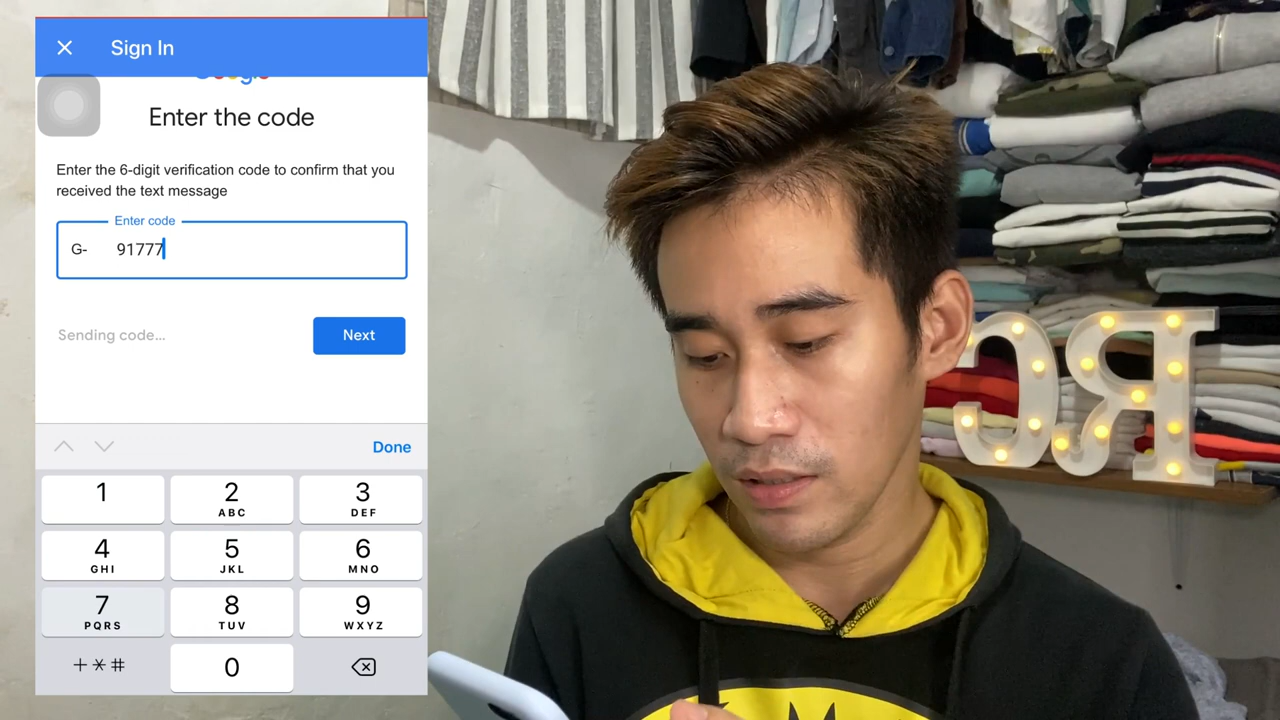 Sign In
Google
Enter the code
Enter the 6-digit verification code to confirm that you
received the text message
Enter code
G- 91777
Sending code...
Next
Done
1
2
ABC
3
DEF
4
GHI
5
JKL
6
MNO
7
PQRS
8
TUV
9
WXYZ
+*#
0
RC